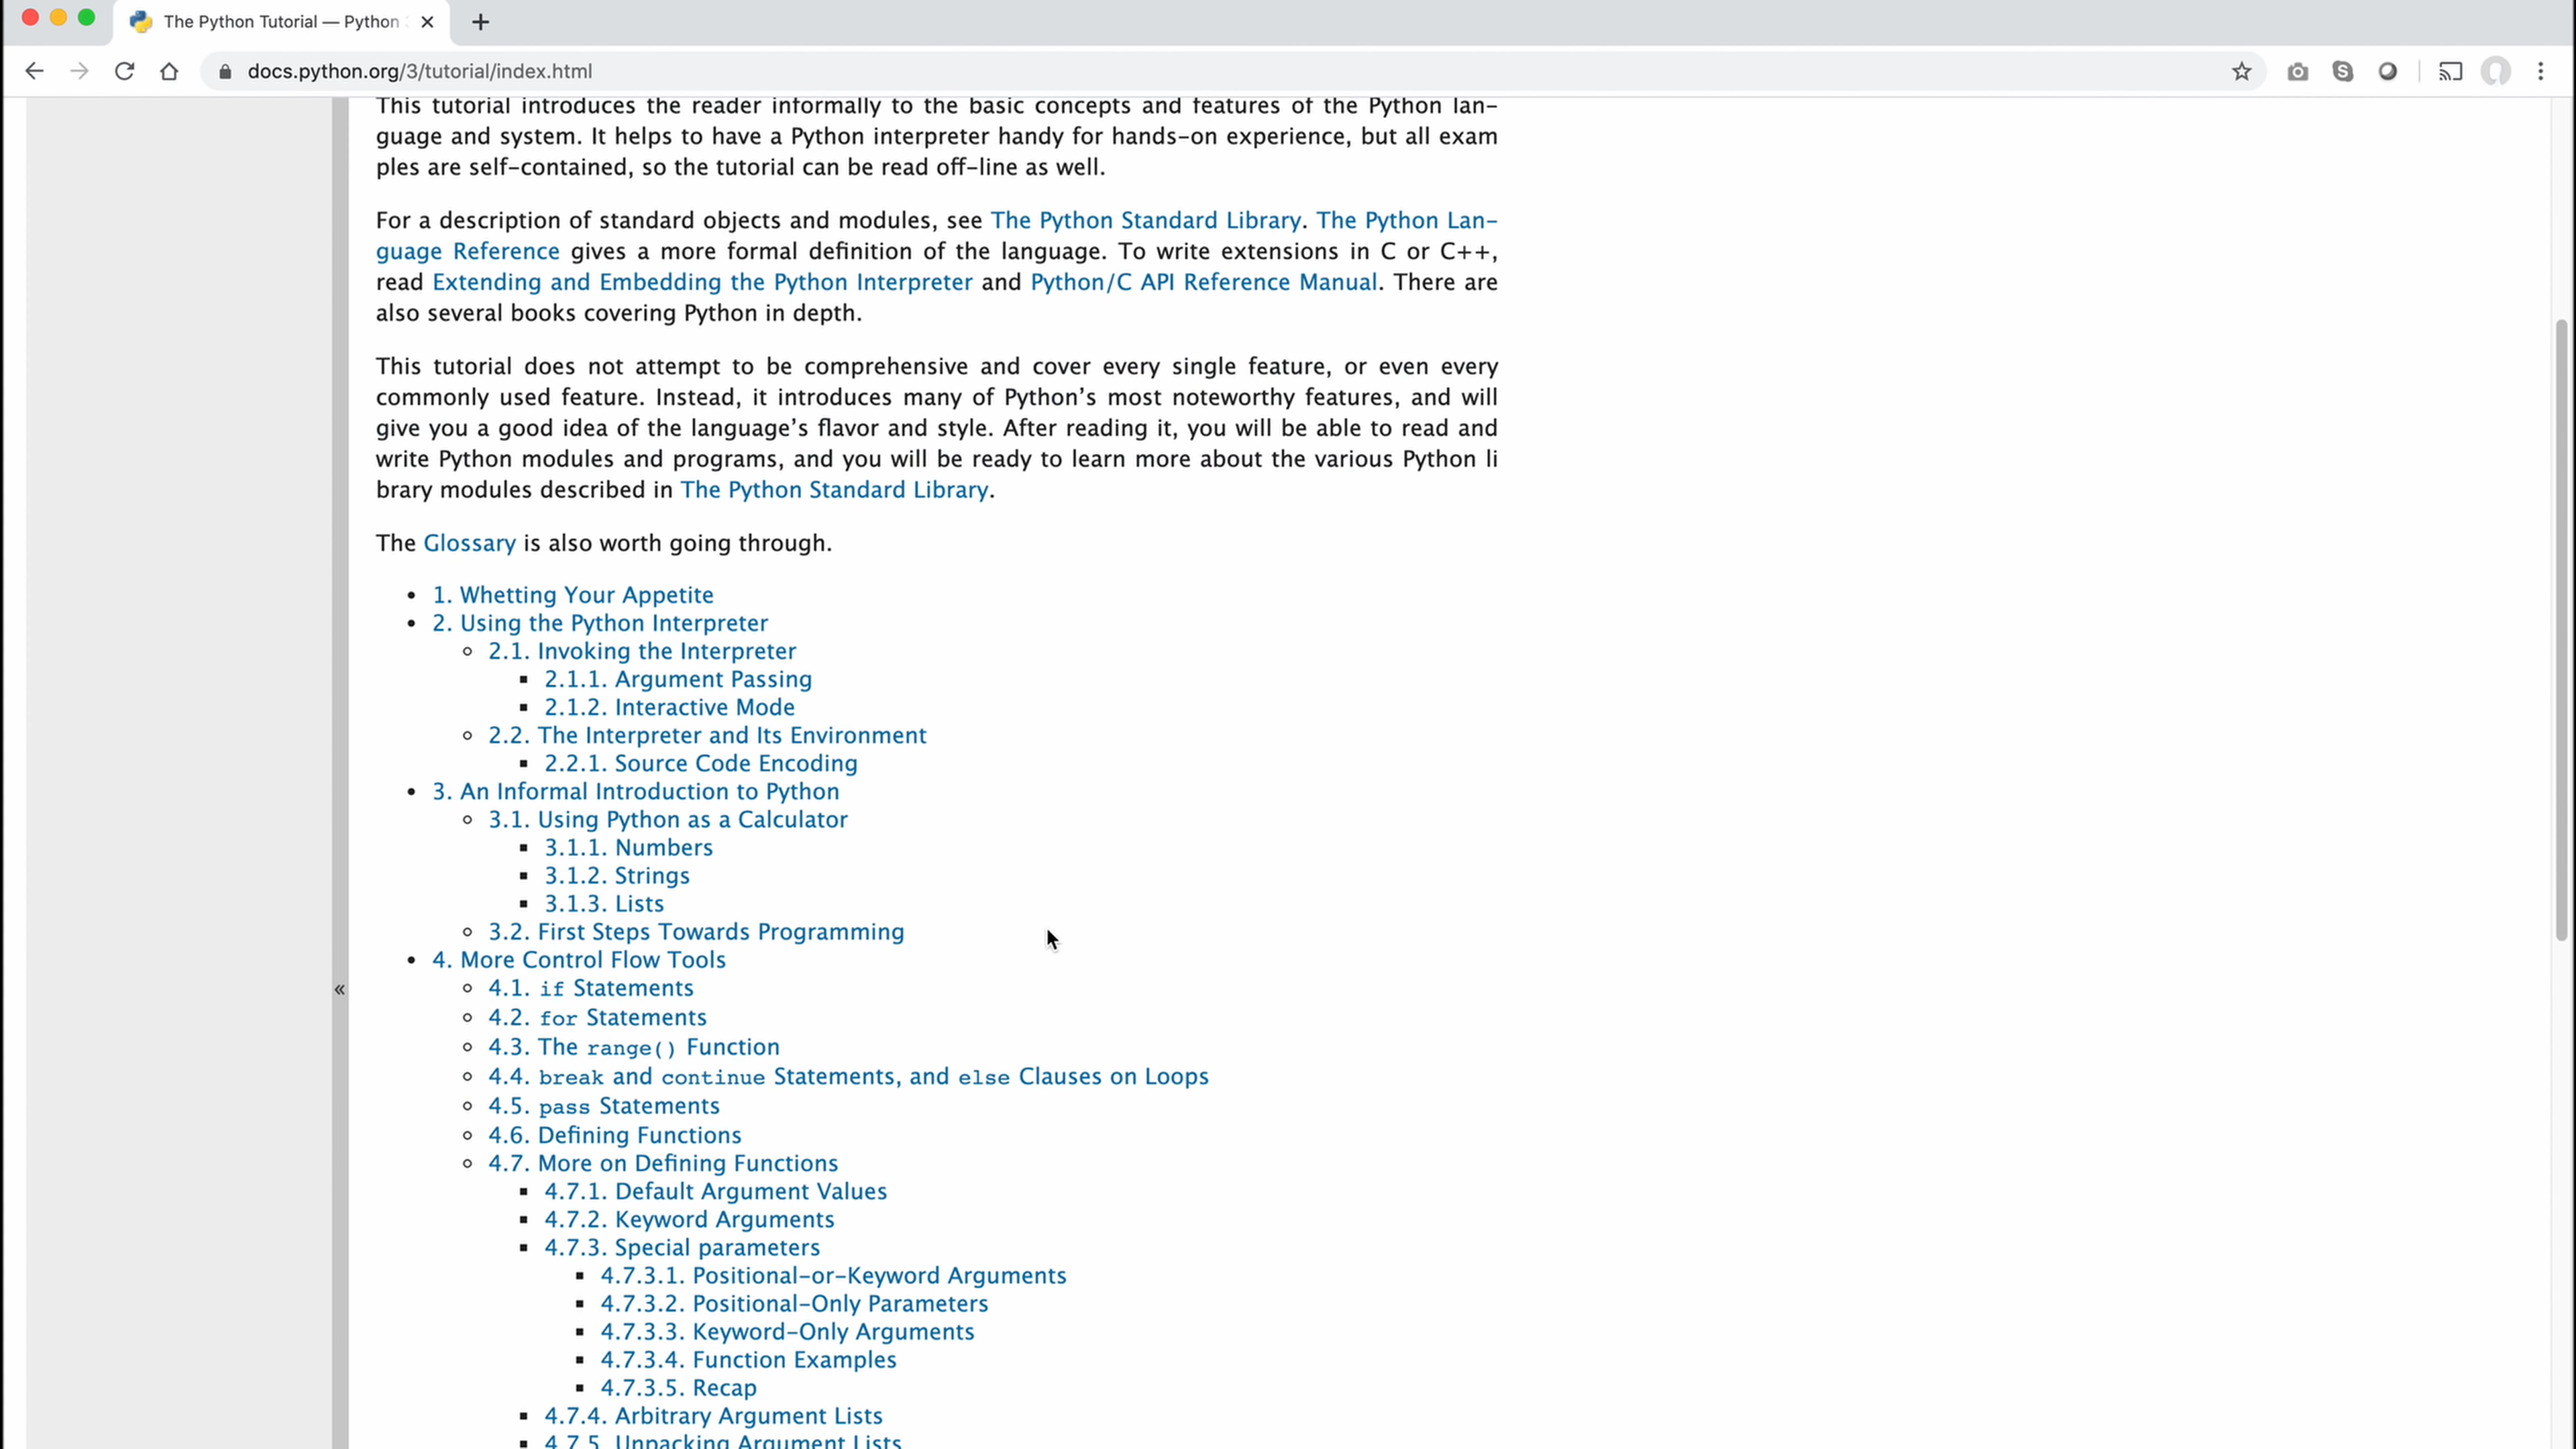 The Python Tutorial — Python
docs.python.org/3/tutorial/index.html
This tutorial introduces the reader informally to the basic concepts and features of the Python lan-
guage and system. It helps to have a Python interpreter handy for hands-on experience, but all exam
ples are self-contained, so the tutorial can be read off-line as well.
For a description of standard objects and modules, see The Python Standard Library. The Python Lan-
guage Reference gives a more formal definition of the language. To write extensions in C or C++,
read Extending and Embedding the Python Interpreter and Python/C API Reference Manual. There are
also several books covering Python in depth.
This tutorial does not attempt to be comprehensive and cover every single feature, or even every
commonly used feature. Instead, it introduces many of Python’s most noteworthy features, and will
give you a good idea of the language’s flavor and style. After reading it, you will be able to read and
write Python modules and programs, and you will be ready to learn more about the various Python li
brary modules described in The Python Standard Library.
The Glossary is also worth going through.
• 1. Whetting Your Appetite
• 2. Using the Python Interpreter
◦ 2.1. Invoking the Interpreter
▪ 2.1.1. Argument Passing
▪ 2.1.2. Interactive Mode
◦ 2.2. The Interpreter and Its Environment
▪ 2.2.1. Source Code Encoding
• 3. An Informal Introduction to Python
◦ 3.1. Using Python as a Calculator
▪ 3.1.1. Numbers
▪ 3.1.2. Strings
▪ 3.1.3. Lists
◦ 3.2. First Steps Towards Programming
• 4. More Control Flow Tools
«
◦ 4.1. if Statements
◦ 4.2. for Statements
◦ 4.3. The range() Function
◦ 4.4. break and continue Statements, and else Clauses on Loops
◦ 4.5. pass Statements
◦ 4.6. Defining Functions
◦ 4.7. More on Defining Functions
▪ 4.7.1. Default Argument Values
▪ 4.7.2. Keyword Arguments
▪ 4.7.3. Special parameters
▪ 4.7.3.1. Positional-or-Keyword Arguments
▪ 4.7.3.2. Positional-Only Parameters
▪ 4.7.3.3. Keyword-Only Arguments
▪ 4.7.3.4. Function Examples
▪ 4.7.3.5. Recap
▪ 4.7.4. Arbitrary Argument Lists
▪ 4.7.5. Unpacking Argument Lists